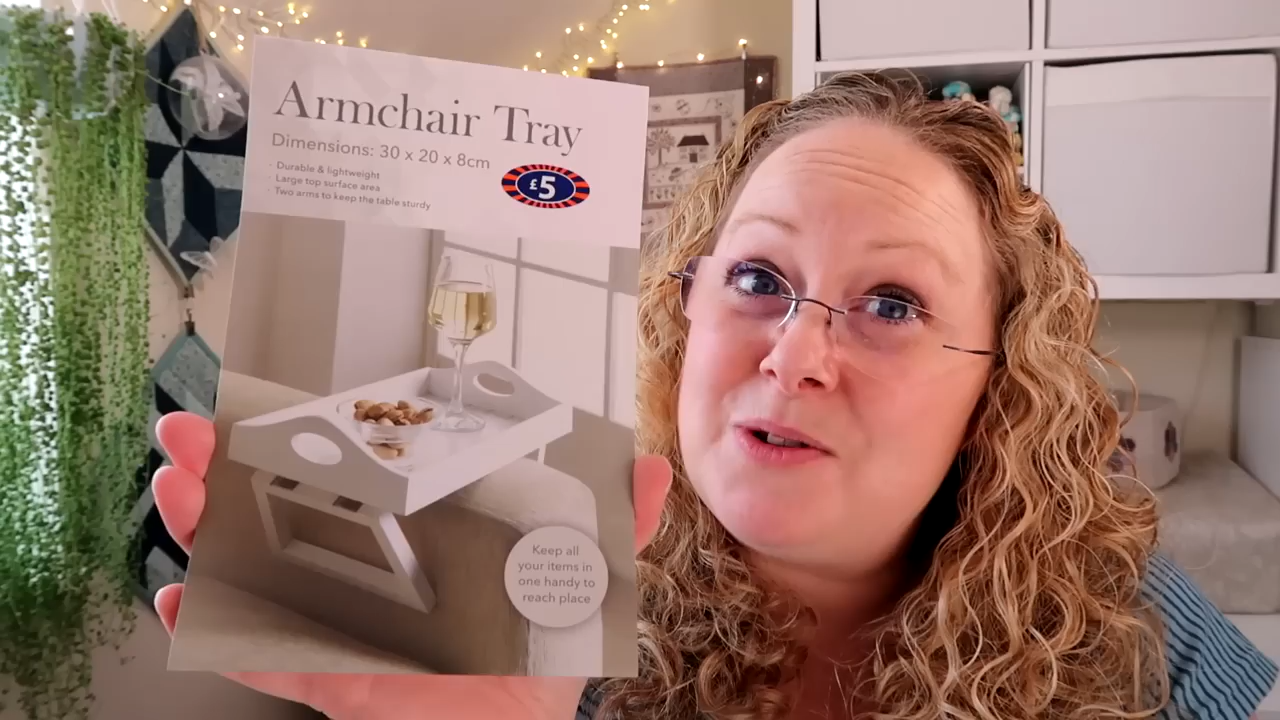 Armchair Tray
Dimensions: 30 x 20 x 8cm
· Durable & lightweight
· Large top surface area
· Two arms to keep the table sturdy
£5
Keep all
your items in
one handy to
reach place